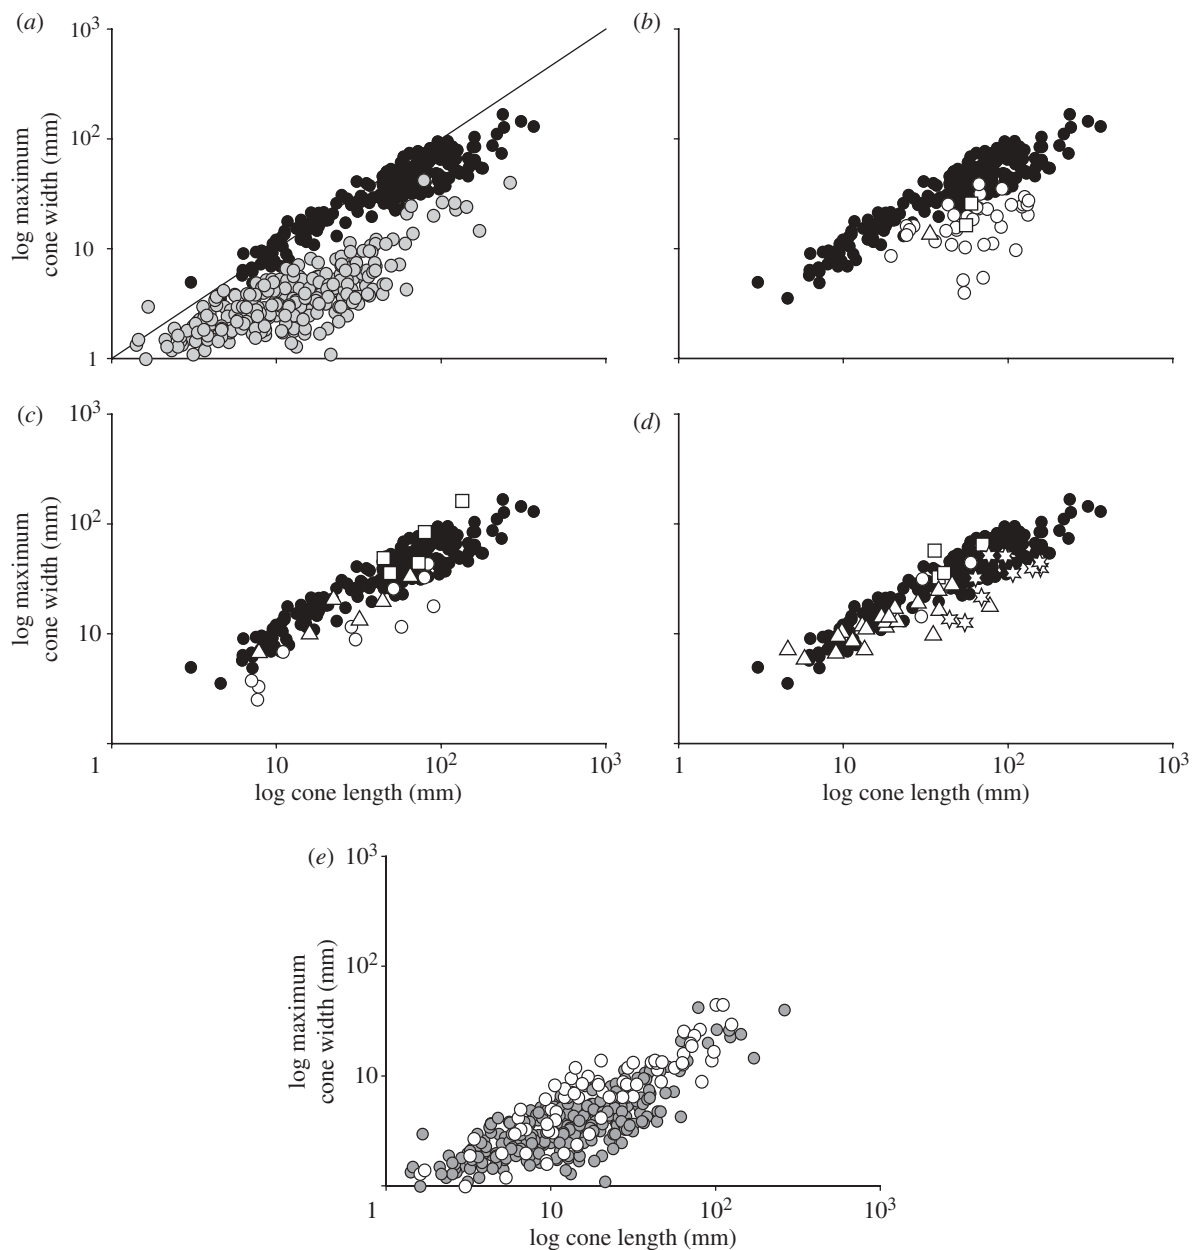 (a)
10³
10²
10
1
log maximum
cone width (mm)
(b)
(c)
10³
10²
10
1 10 10² 10³
log cone length (mm)
log maximum
cone width (mm)
(d)
1 10 10² 10³
log cone length (mm)
(e)
10³
10²
10
1 10 10² 10³
log cone length (mm)
log maximum
cone width (mm)